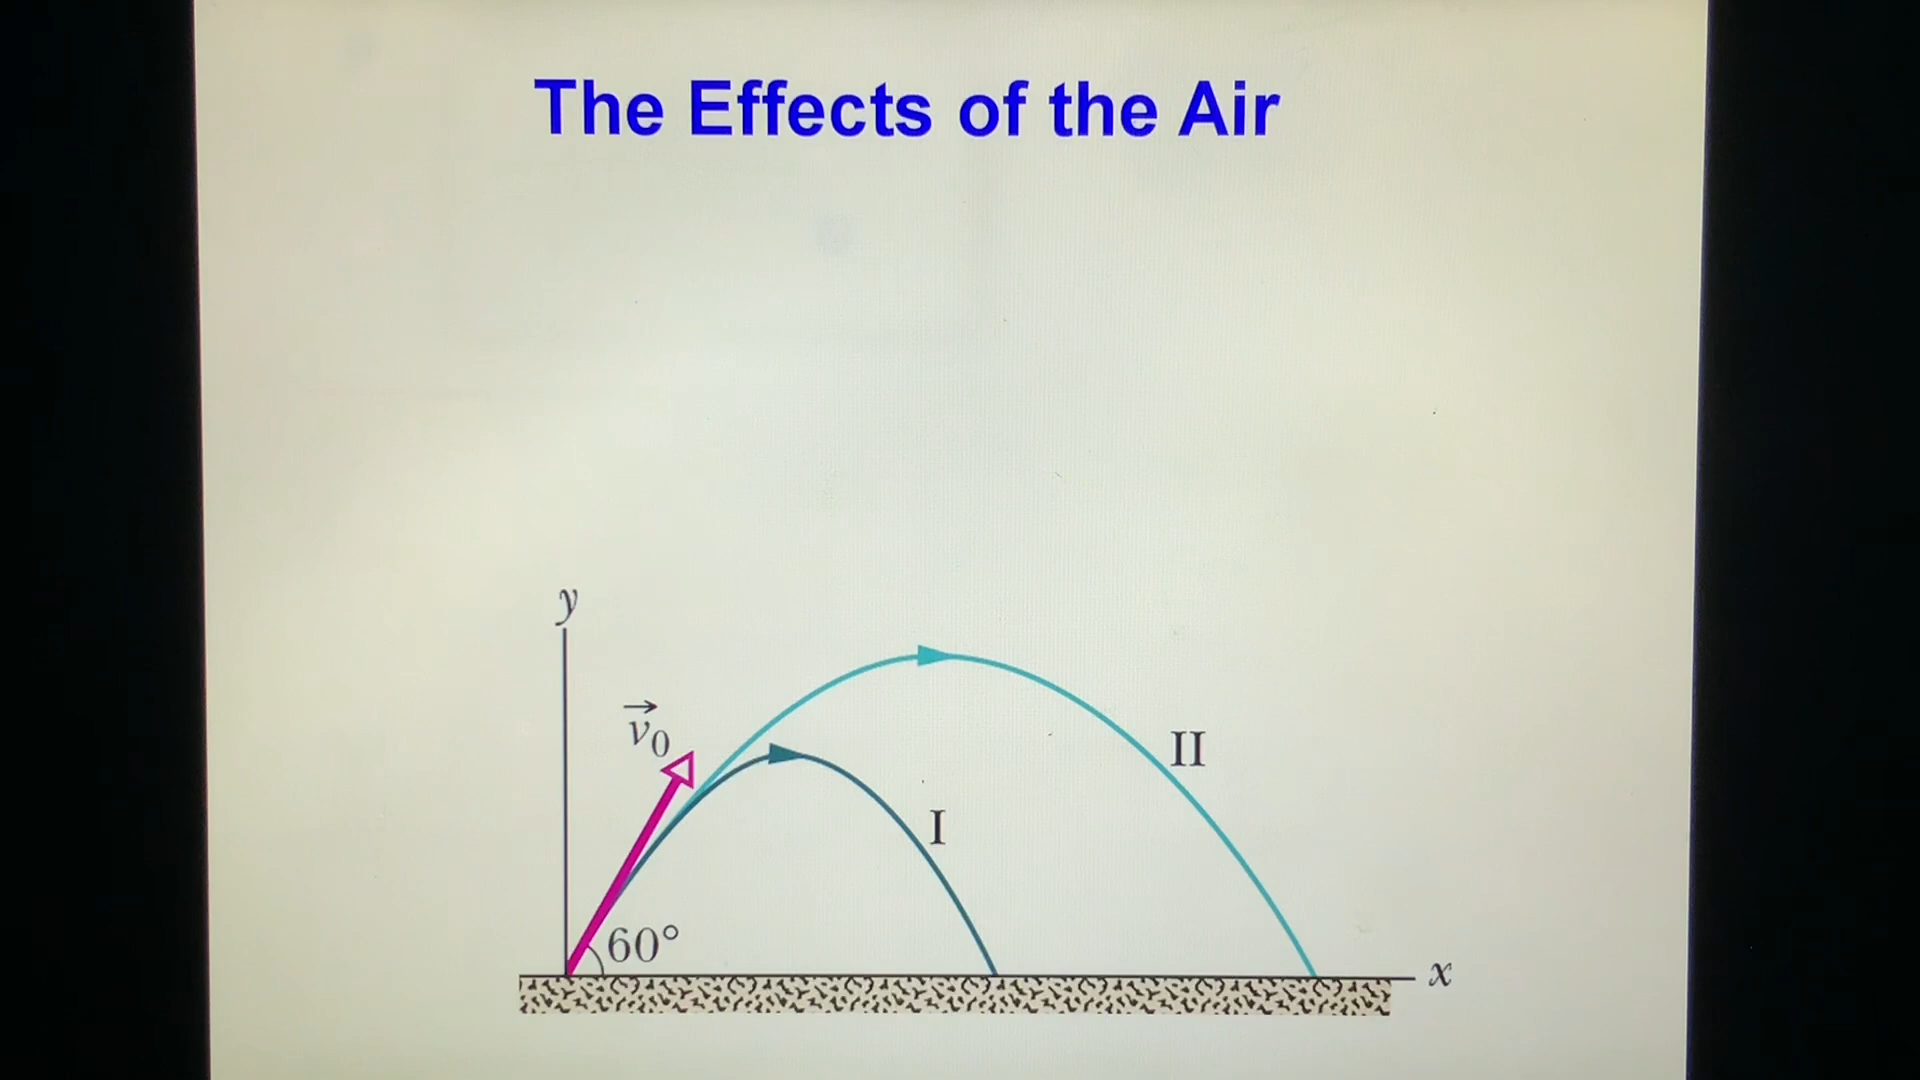 The Effects of the Air
y
v₀
II
I
60°
x